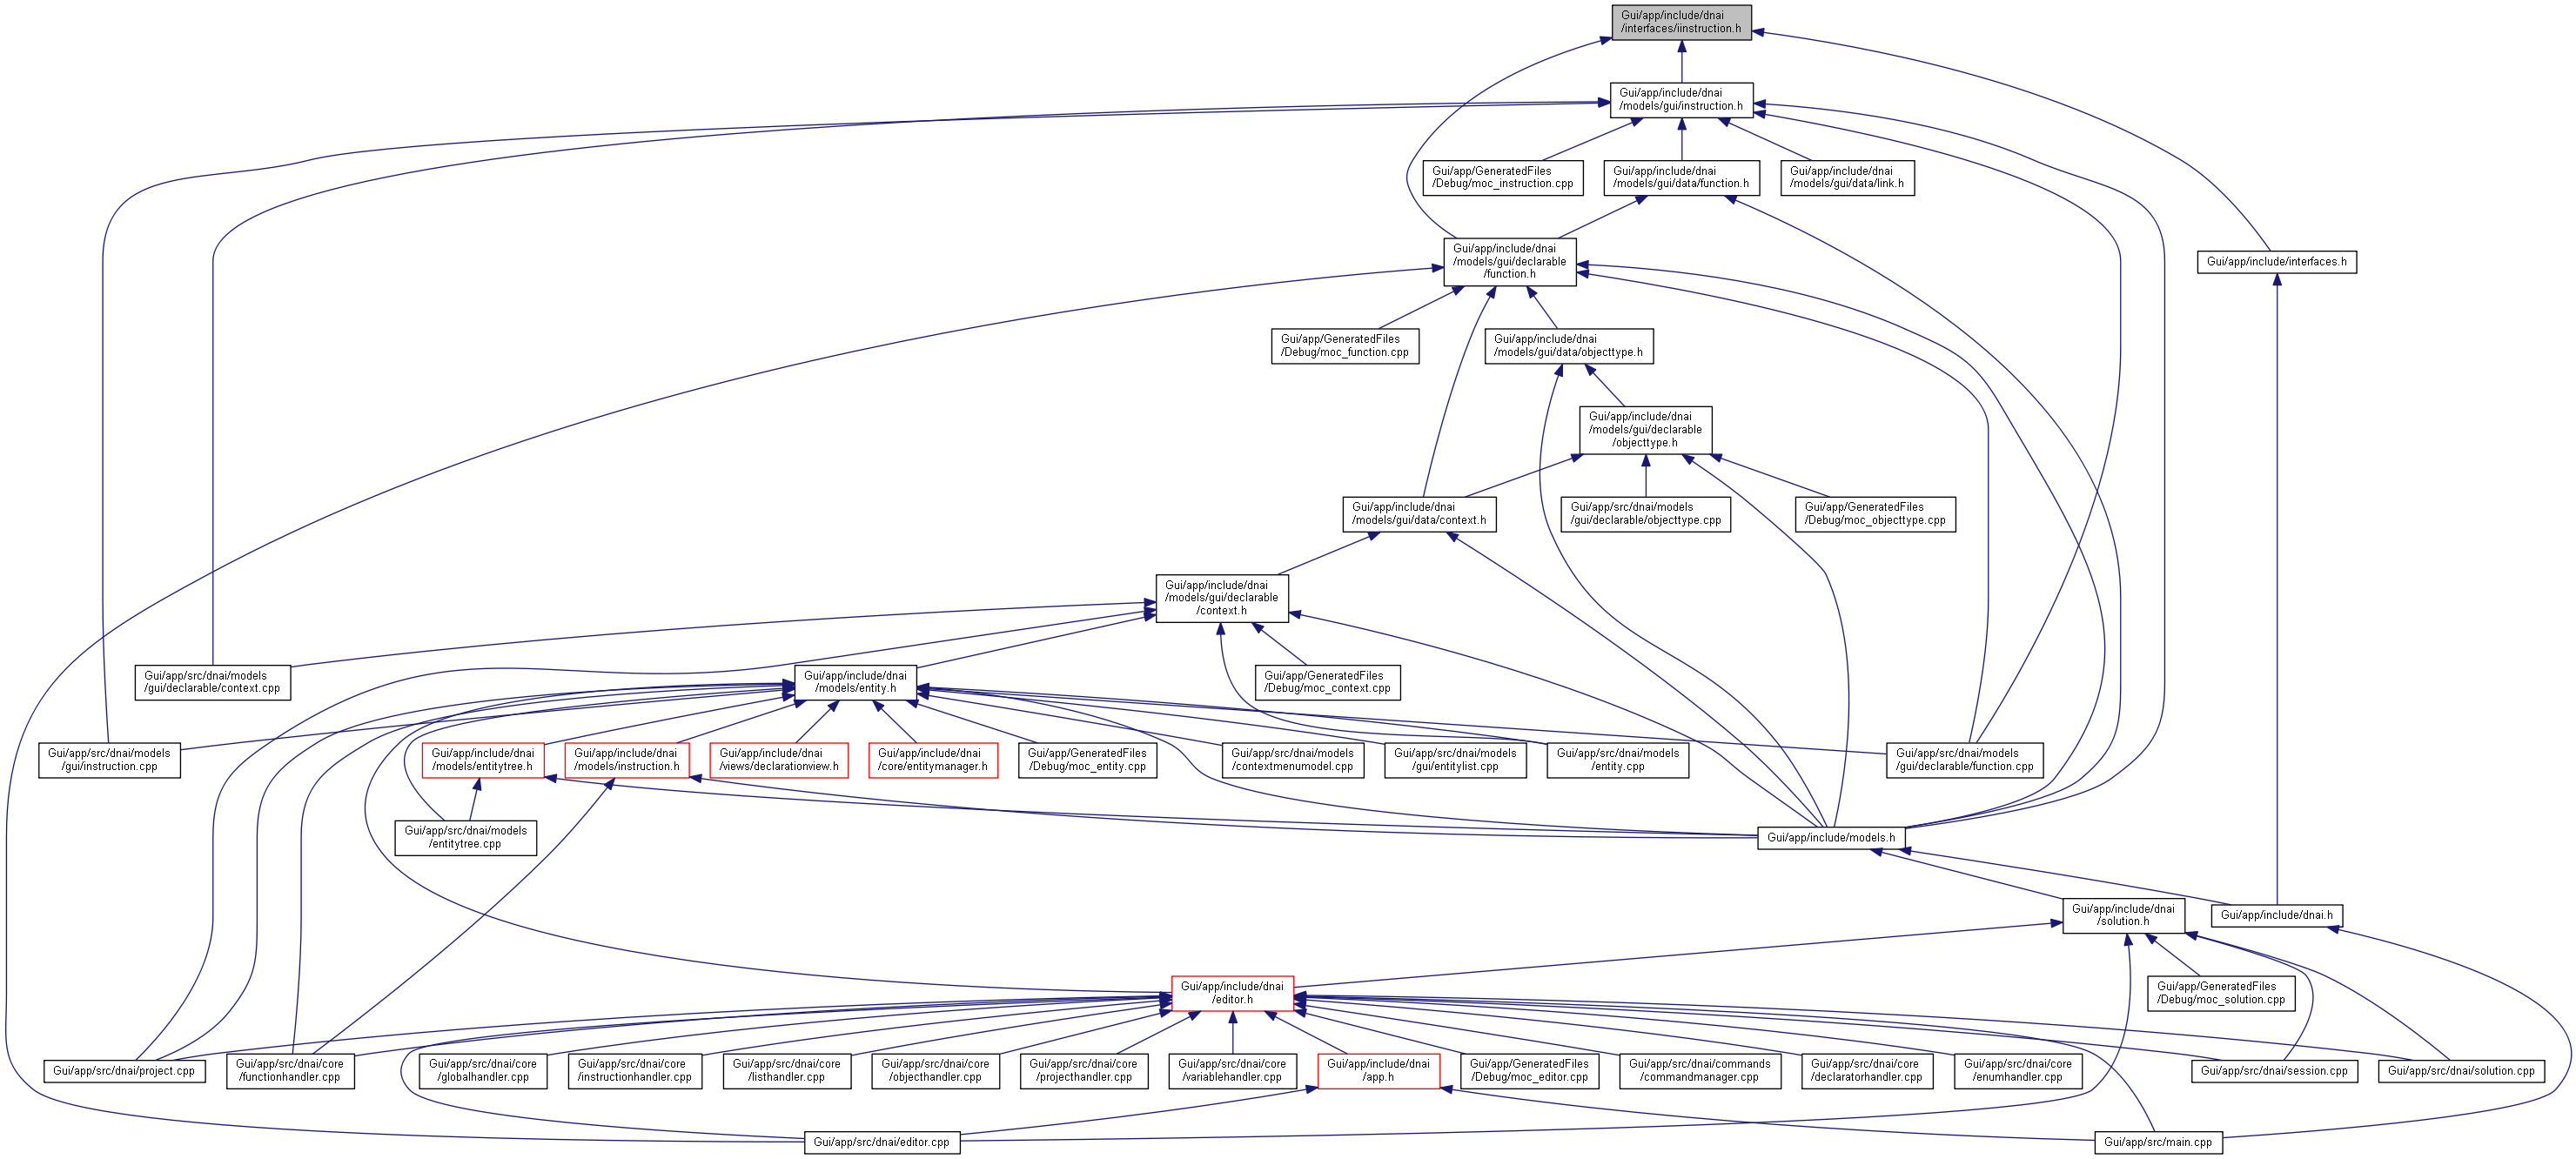 Gui/app/include/dnai
/interfaces/iinstruction.h
Gui/app/include/dnai
/models/gui/instruction.h
Gui/app/GeneratedFiles
/Debug/moc_instruction.cpp
Gui/app/include/dnai
/models/gui/data/function.h
Gui/app/include/dnai
/models/gui/data/link.h
Gui/app/include/dnai
/models/gui/declarable
/function.h
Gui/app/include/interfaces.h
Gui/app/GeneratedFiles
/Debug/moc_function.cpp
Gui/app/include/dnai
/models/gui/data/objecttype.h
Gui/app/include/dnai
/models/gui/declarable
/objecttype.h
Gui/app/include/dnai
/models/gui/data/context.h
Gui/app/src/dnai/models
/gui/declarable/objecttype.cpp
Gui/app/GeneratedFiles
/Debug/moc_objecttype.cpp
Gui/app/include/dnai
/models/gui/declarable
/context.h
Gui/app/src/dnai/models
/gui/declarable/context.cpp
Gui/app/include/dnai
/models/entity.h
Gui/app/GeneratedFiles
/Debug/moc_context.cpp
Gui/app/src/dnai/models
/gui/instruction.cpp
Gui/app/include/dnai
/models/entitytree.h
Gui/app/include/dnai
/models/instruction.h
Gui/app/include/dnai
/views/declarationview.h
Gui/app/include/dnai
/core/entitymanager.h
Gui/app/GeneratedFiles
/Debug/moc_entity.cpp
Gui/app/src/dnai/models
/contextmenumodel.cpp
Gui/app/src/dnai/models
/gui/entitylist.cpp
Gui/app/src/dnai/models
/entity.cpp
Gui/app/src/dnai/models
/gui/declarable/function.cpp
Gui/app/src/dnai/models
/entitytree.cpp
Gui/app/include/models.h
Gui/app/include/dnai
/solution.h
Gui/app/include/dnai.h
Gui/app/include/dnai
/editor.h
Gui/app/GeneratedFiles
/Debug/moc_solution.cpp
Gui/app/src/dnai/project.cpp
Gui/app/src/dnai/core
/functionhandler.cpp
Gui/app/src/dnai/core
/globalhandler.cpp
Gui/app/src/dnai/core
/instructionhandler.cpp
Gui/app/src/dnai/core
/listhandler.cpp
Gui/app/src/dnai/core
/objecthandler.cpp
Gui/app/src/dnai/core
/projecthandler.cpp
Gui/app/src/dnai/core
/variablehandler.cpp
Gui/app/include/dnai
/app.h
Gui/app/GeneratedFiles
/Debug/moc_editor.cpp
Gui/app/src/dnai/commands
/commandmanager.cpp
Gui/app/src/dnai/core
/declaratorhandler.cpp
Gui/app/src/dnai/core
/enumhandler.cpp
Gui/app/src/dnai/session.cpp
Gui/app/src/dnai/solution.cpp
Gui/app/src/dnai/editor.cpp
Gui/app/src/main.cpp